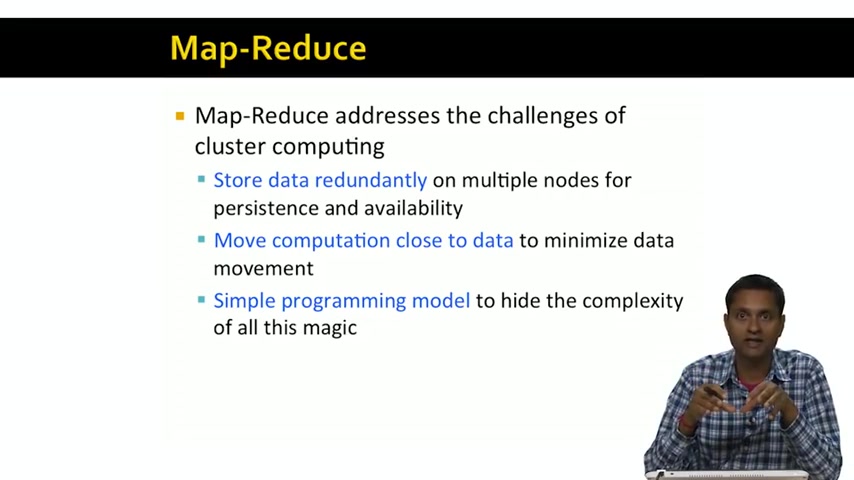 Map-Reduce
Map-Reduce addresses the challenges of
cluster computing
Store data redundantly on multiple nodes for
persistence and availability
Move computation close to data to minimize data
movement
Simple programming model to hide the complexity
of all this magic